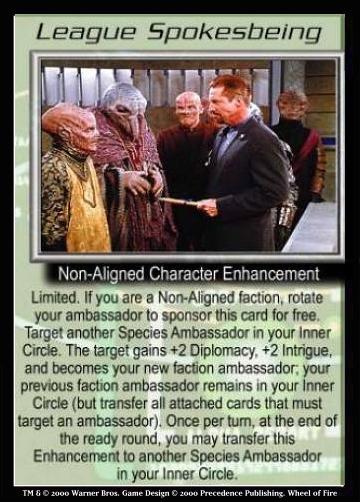 League Spokesbeing
Non-Aligned Character Enhancement
Limited. If you are a Non-Aligned faction, rotate
your ambassador to sponsor this card for free.
Target another Species Ambassador in your Inner
Circle. The target gains +2 Diplomacy, +2 Intrigue,
and becomes your new faction ambassador; your
previous faction ambassador remains in your Inner
Circle (but transfer all attached cards that must
target an ambassador). Once per turn, at the end of
the ready round, you may transfer this
Enhancement to another Species Ambassador
in your Inner Circle.
TM & © 2000 Warner Bros. Game Design © 2000 Precedence Publishing. Wheel of Fire